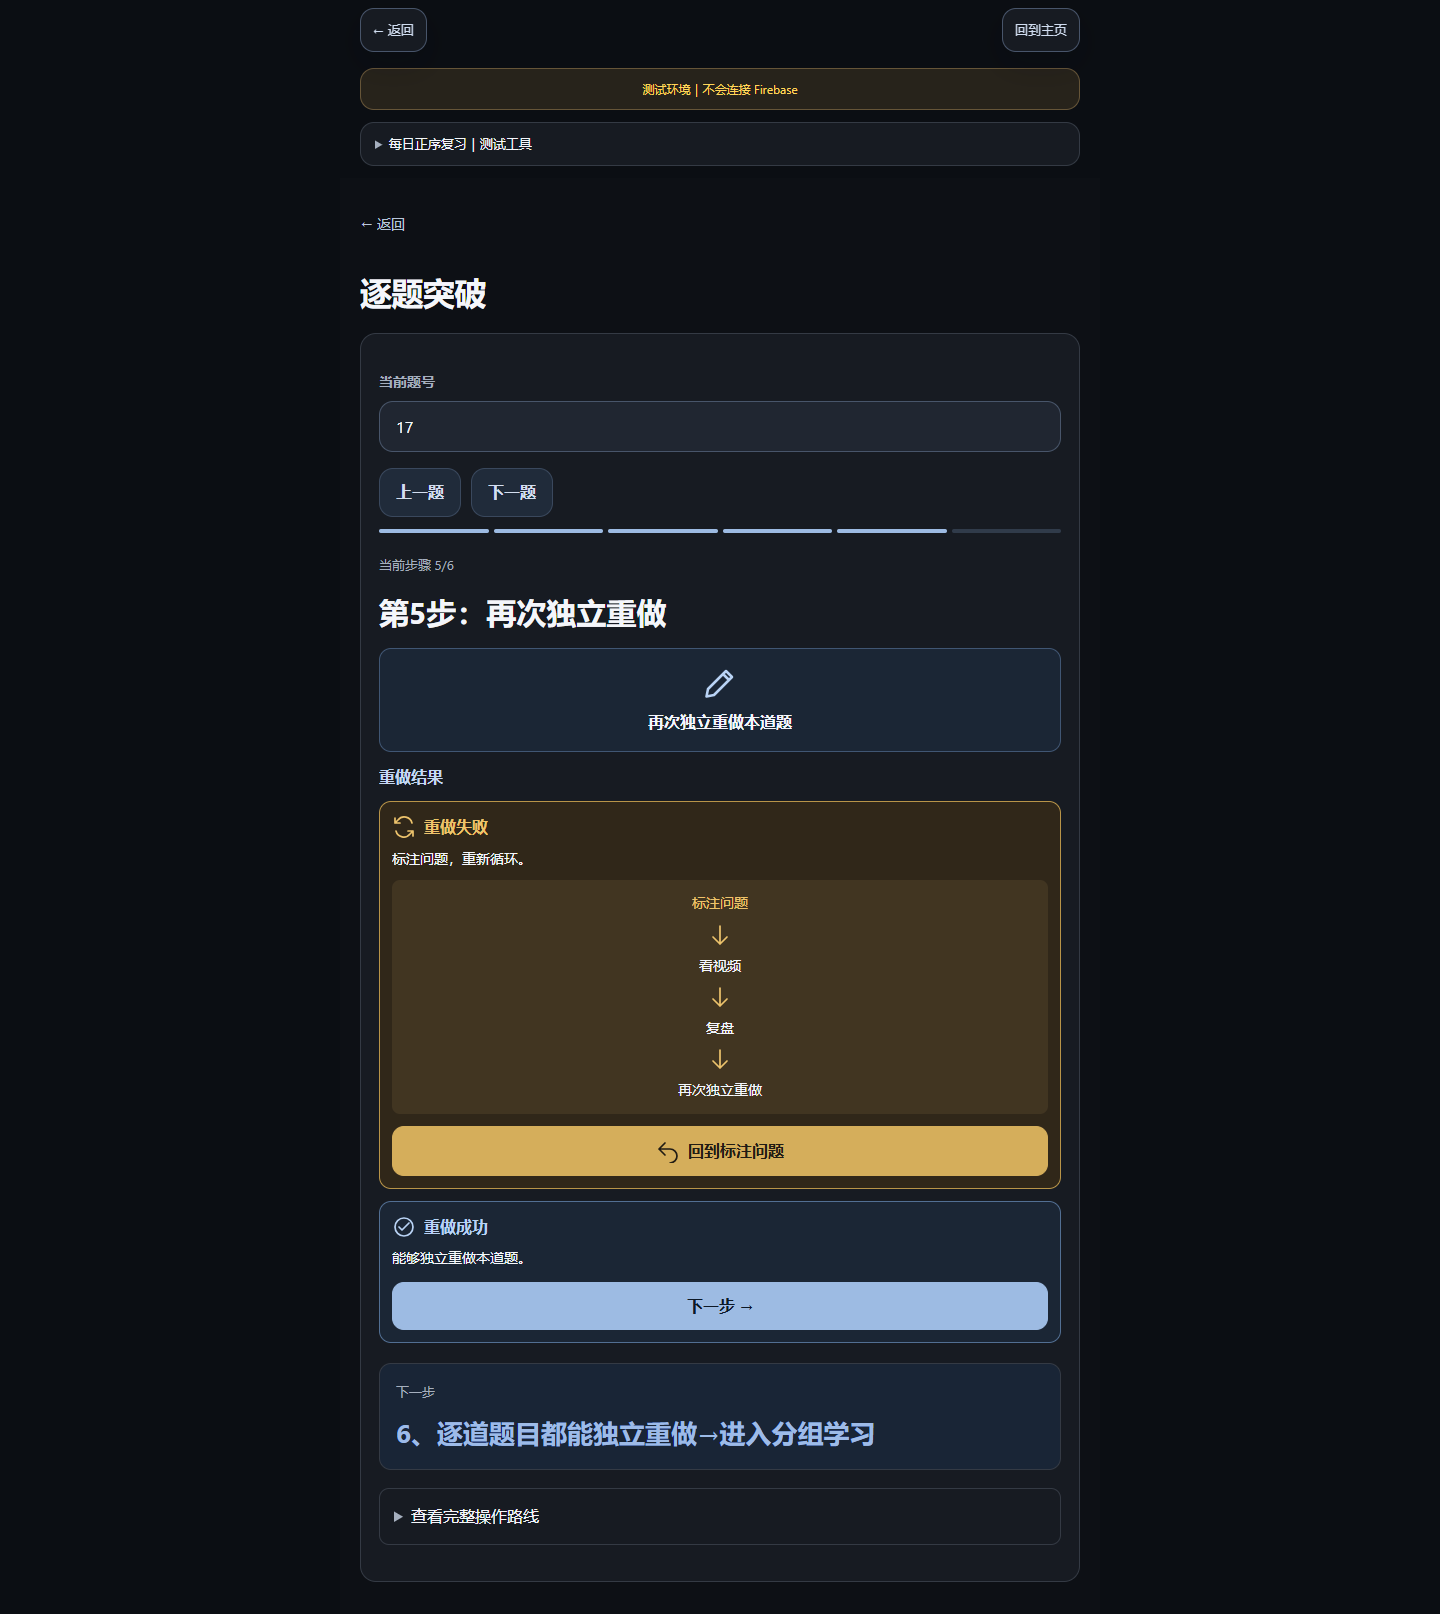 ← 返回
回到主页
测试环境 | 不会连接 Firebase
▶ 每日正序复习 | 测试工具
← 返回
逐题突破
当前题号
17
上一题
下一题
当前步骤 5/6
第5步：再次独立重做
再次独立重做本道题
重做结果
重做失败
标注问题，重新循环。
标注问题
↓
看视频
↓
复盘
↓
再次独立重做
回到标注问题
重做成功
能够独立重做本道题。
下一步 →
下一步
6、逐道题目都能独立重做→进入分组学习
▶ 查看完整操作路线